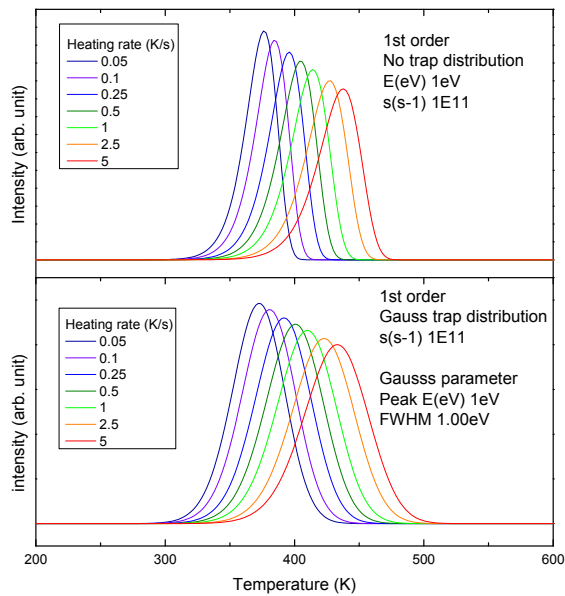 Heating rate (K/s)
0.05
0.1
0.25
0.5
1
2.5
5
1st order
No trap distribution
E(eV) 1eV
s(s-1) 1E11
Intensity (arb. unit)
Heating rate (K/s)
0.05
0.1
0.25
0.5
1
2.5
5
1st order
Gauss trap distribution
s(s-1) 1E11
Gausss parameter
Peak E(eV) 1eV
FWHM 1.00eV
intensity (arb. unit)
200 300 400 500 600
Temperature (K)